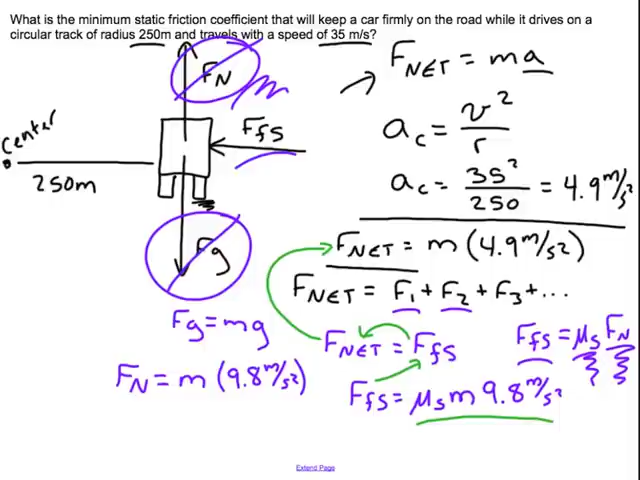 What is the minimum static friction coefficient that will keep a car firmly on the road while it drives on a
circular track of radius 250m and travels with a speed of 35 m/s?
F_N
F_NET = ma
center
F_fs
a_c = v²/r
250m
a_c = 35²/250 = 4.9 m/s²
F_g
F_NET = m (4.9 m/s²)
F_NET = F_1 + F_2 + F_3 + ...
F_g = mg
F_NET = F_fs
F_fs = μ_s F_N
F_N = m (9.8 m/s²)
F_fs = μ_s m 9.8 m/s²
Extend Page